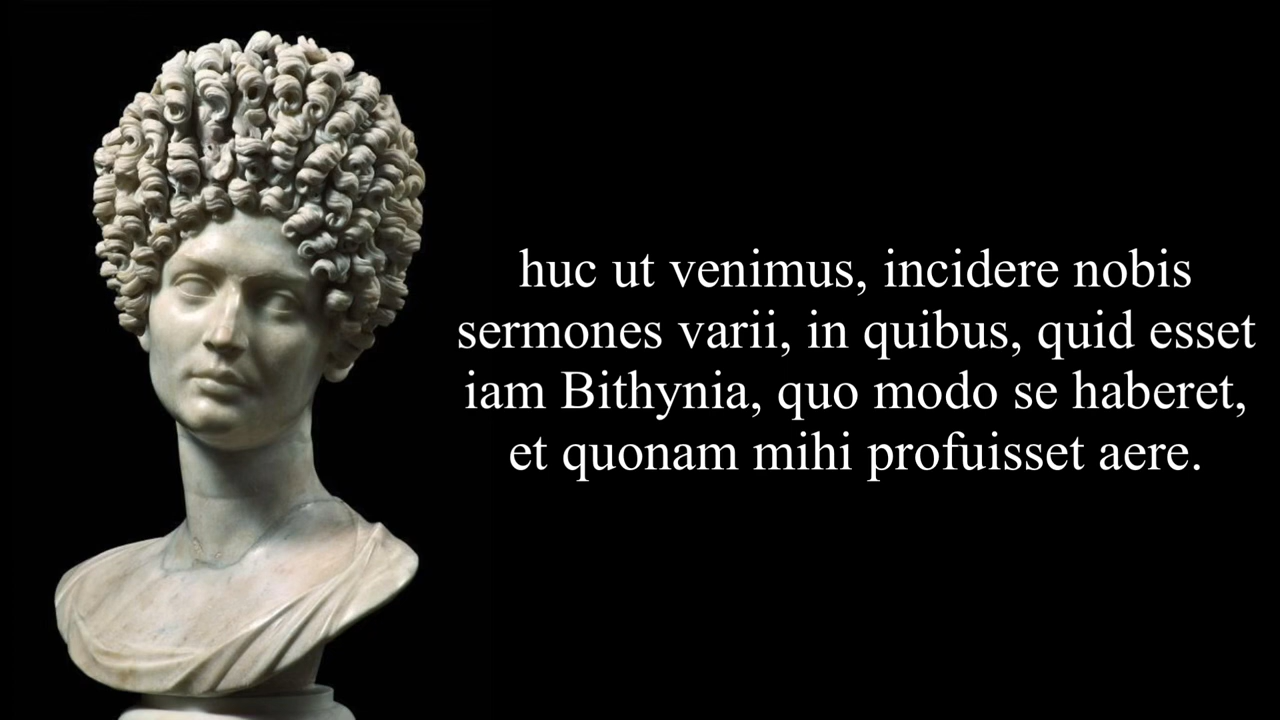 huc ut venimus, incidere nobis
sermones varii, in quibus, quid esset
iam Bithynia, quo modo se haberet,
et quonam mihi profuisset aere.